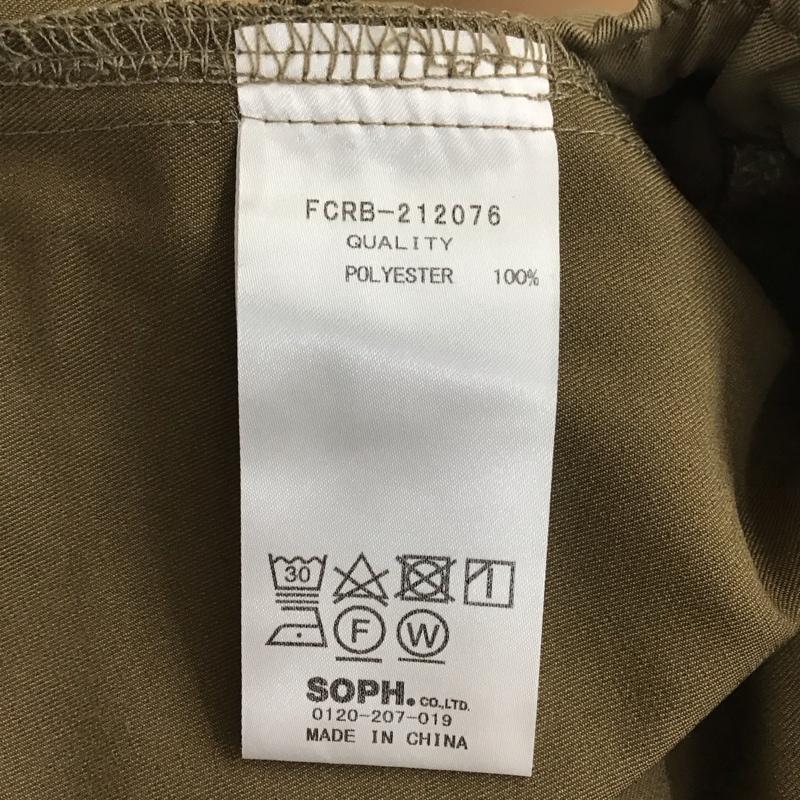 FCRB-212076
QUALITY
POLYESTER 100%
30
F W
SOPH. CO.,LTD.
0120-207-019
MADE IN CHINA